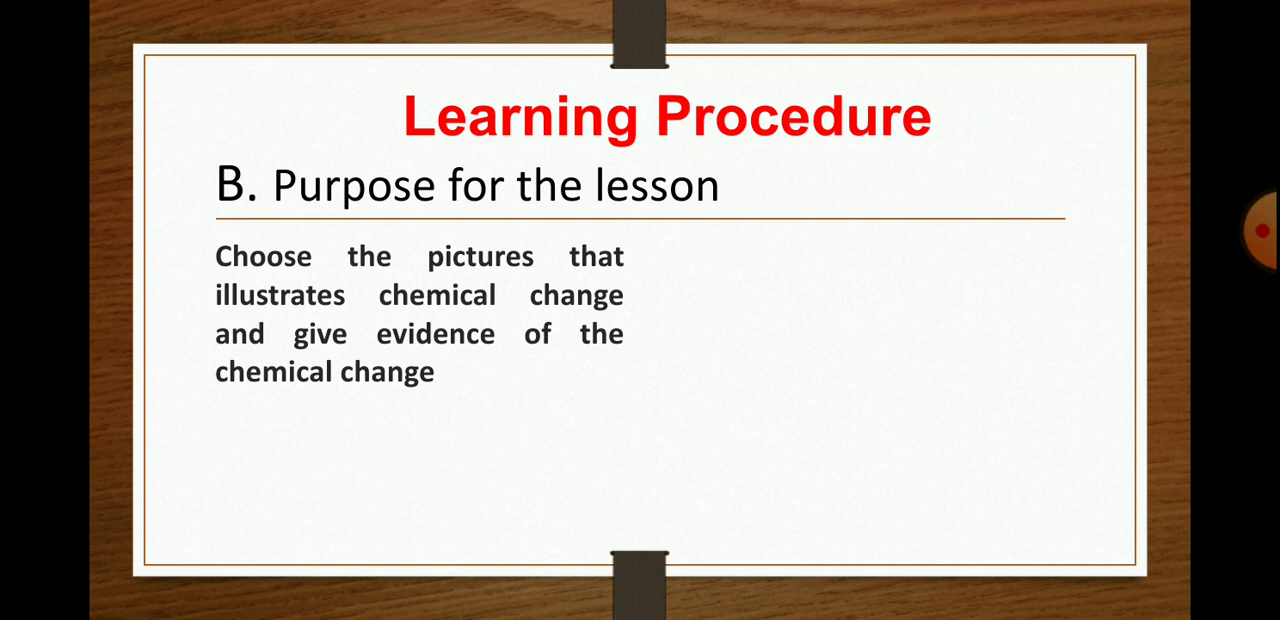 Learning Procedure
B. Purpose for the lesson
Choose the pictures that
illustrates chemical change
and give evidence of the
chemical change